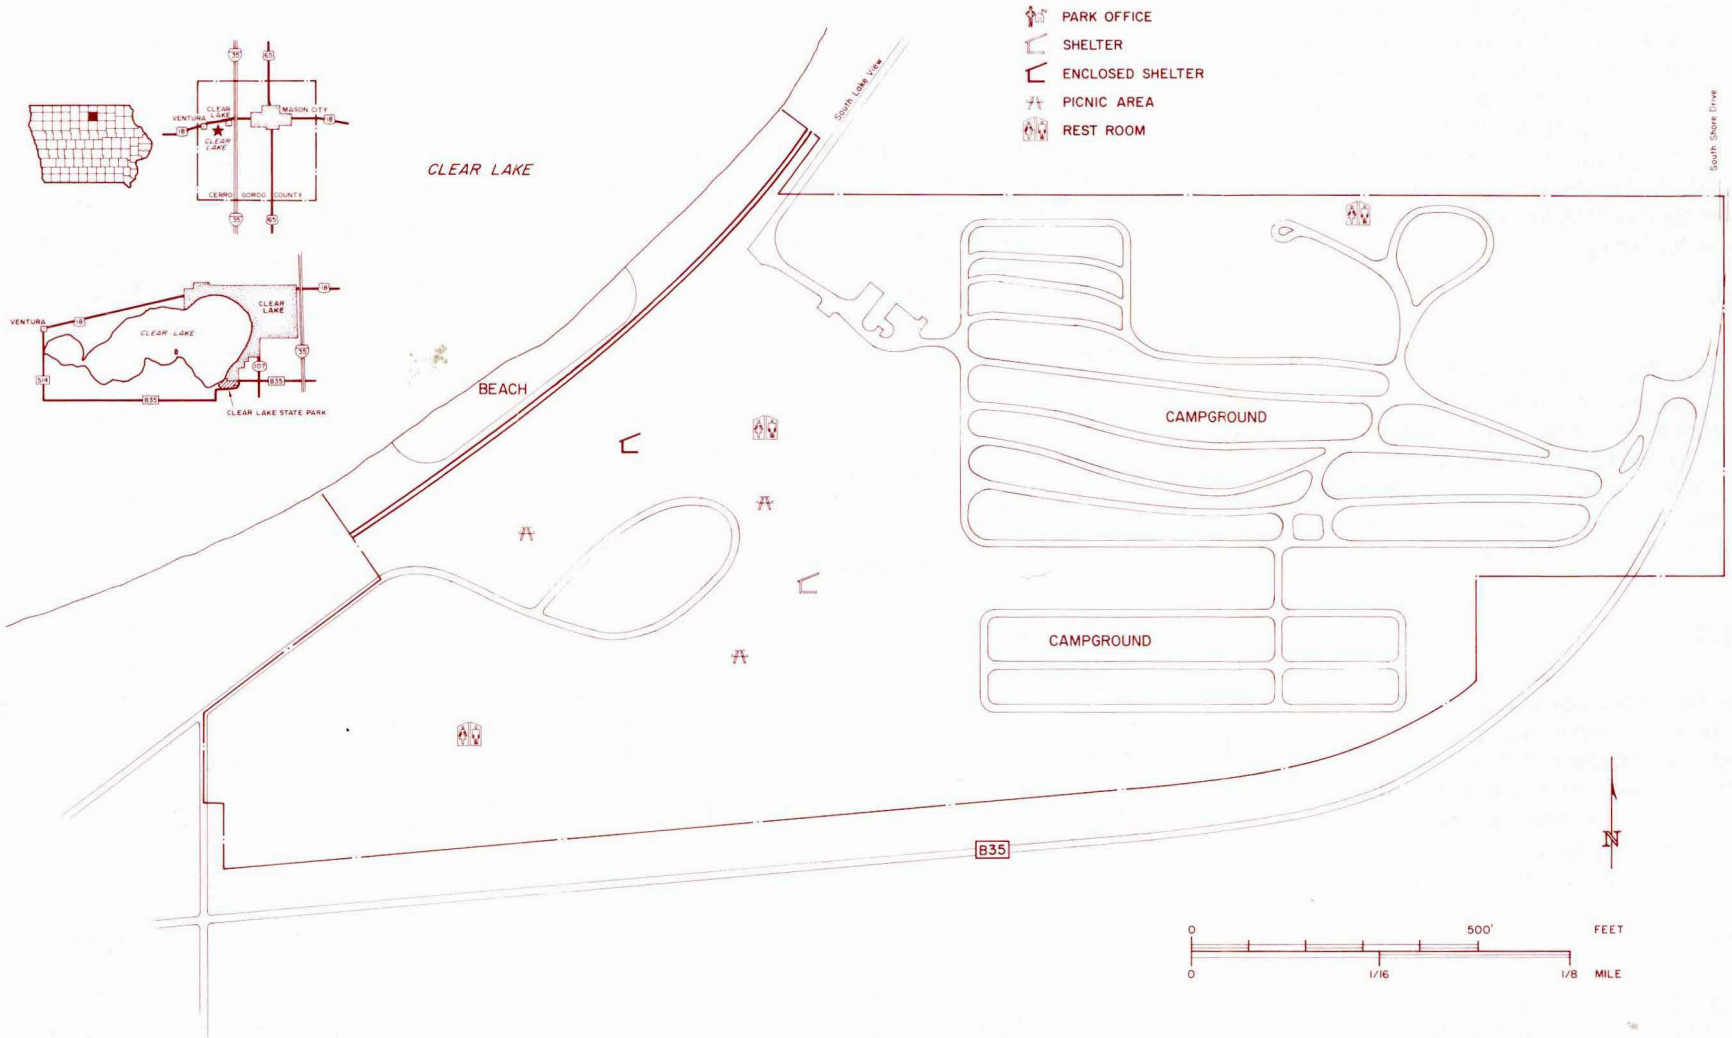 PARK OFFICE
SHELTER
ENCLOSED SHELTER
PICNIC AREA
REST ROOM
35
65
CLEAR
LAKE
MASON CITY
VENTURA
18
18
CLEAR
LAKE
CERRO GORDO COUNTY
35
65
CLEAR LAKE
South Lake View
South Shore Drive
VENTURA
18
CLEAR
LAKE
18
CLEAR LAKE
35
107
S14
B35
B35
CLEAR LAKE STATE PARK
BEACH
CAMPGROUND
CAMPGROUND
B35
N
0 500' FEET
0 1/16 1/8 MILE